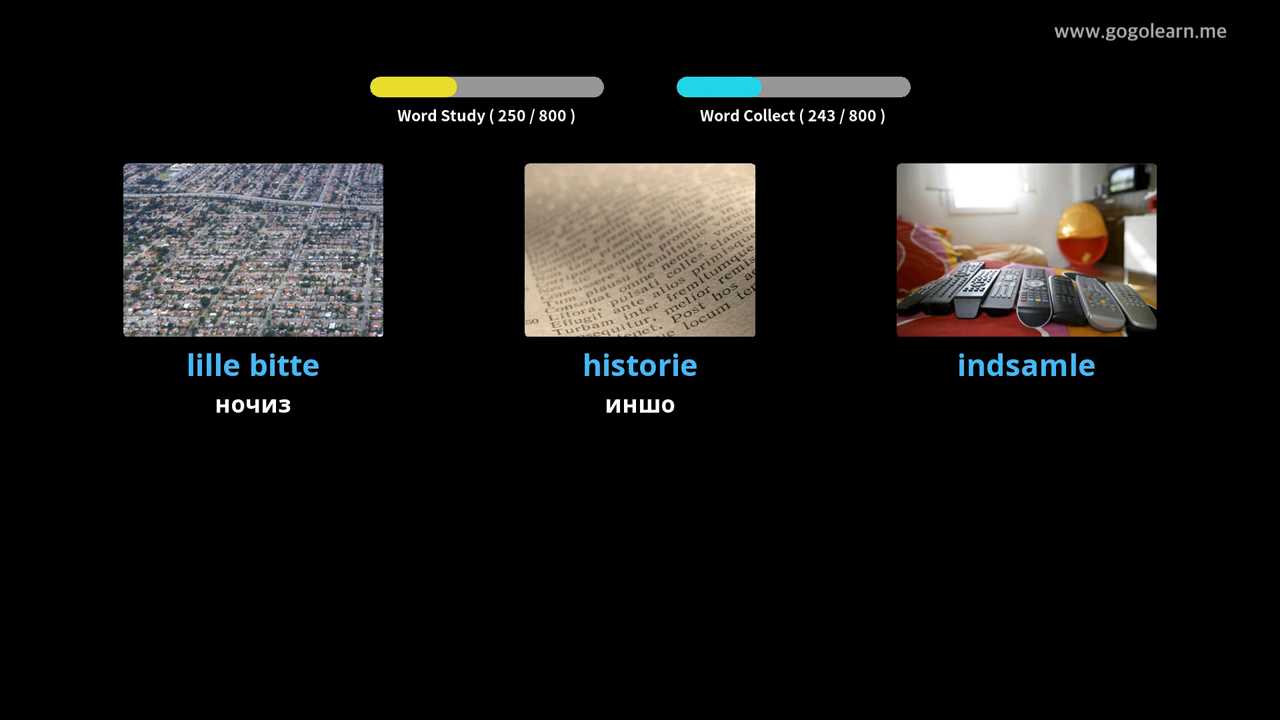 www.gogolearn.me
Word Study ( 250 / 800 )
Word Collect ( 243 / 800 )
lille bitte
historie
indsamle
ночиз
иншо